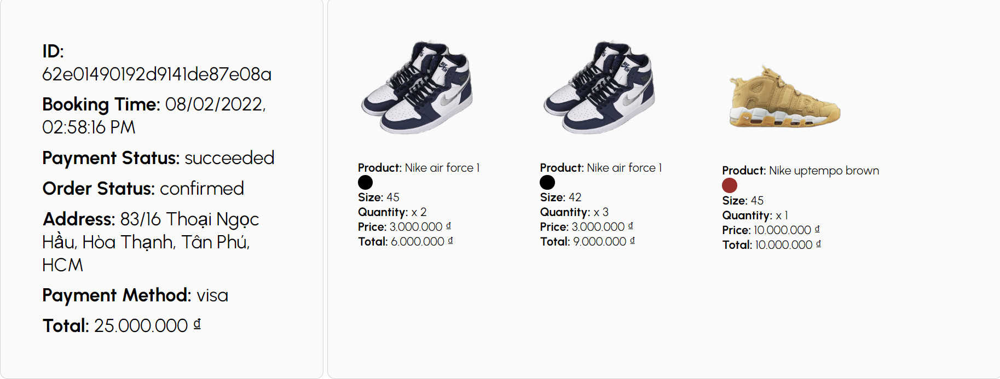 ID:
62e01490192d9141de87e08a
Booking Time: 08/02/2022,
02:58:16 PM
Payment Status: succeeded
Order Status: confirmed
Address: 83/16 Thoại Ngọc
Hầu, Hòa Thạnh, Tân Phú,
HCM
Payment Method: visa
Total: 25.000.000 ₫
NIKE
AIR
Product: Nike air force 1
Size: 45
Quantity: x 2
Price: 3.000.000 ₫
Total: 6.000.000 ₫
NIKE
AIR
Product: Nike air force 1
Size: 42
Quantity: x 3
Price: 3.000.000 ₫
Total: 9.000.000 ₫
Product: Nike uptempo brown
Size: 45
Quantity: x 1
Price: 10.000.000 ₫
Total: 10.000.000 ₫